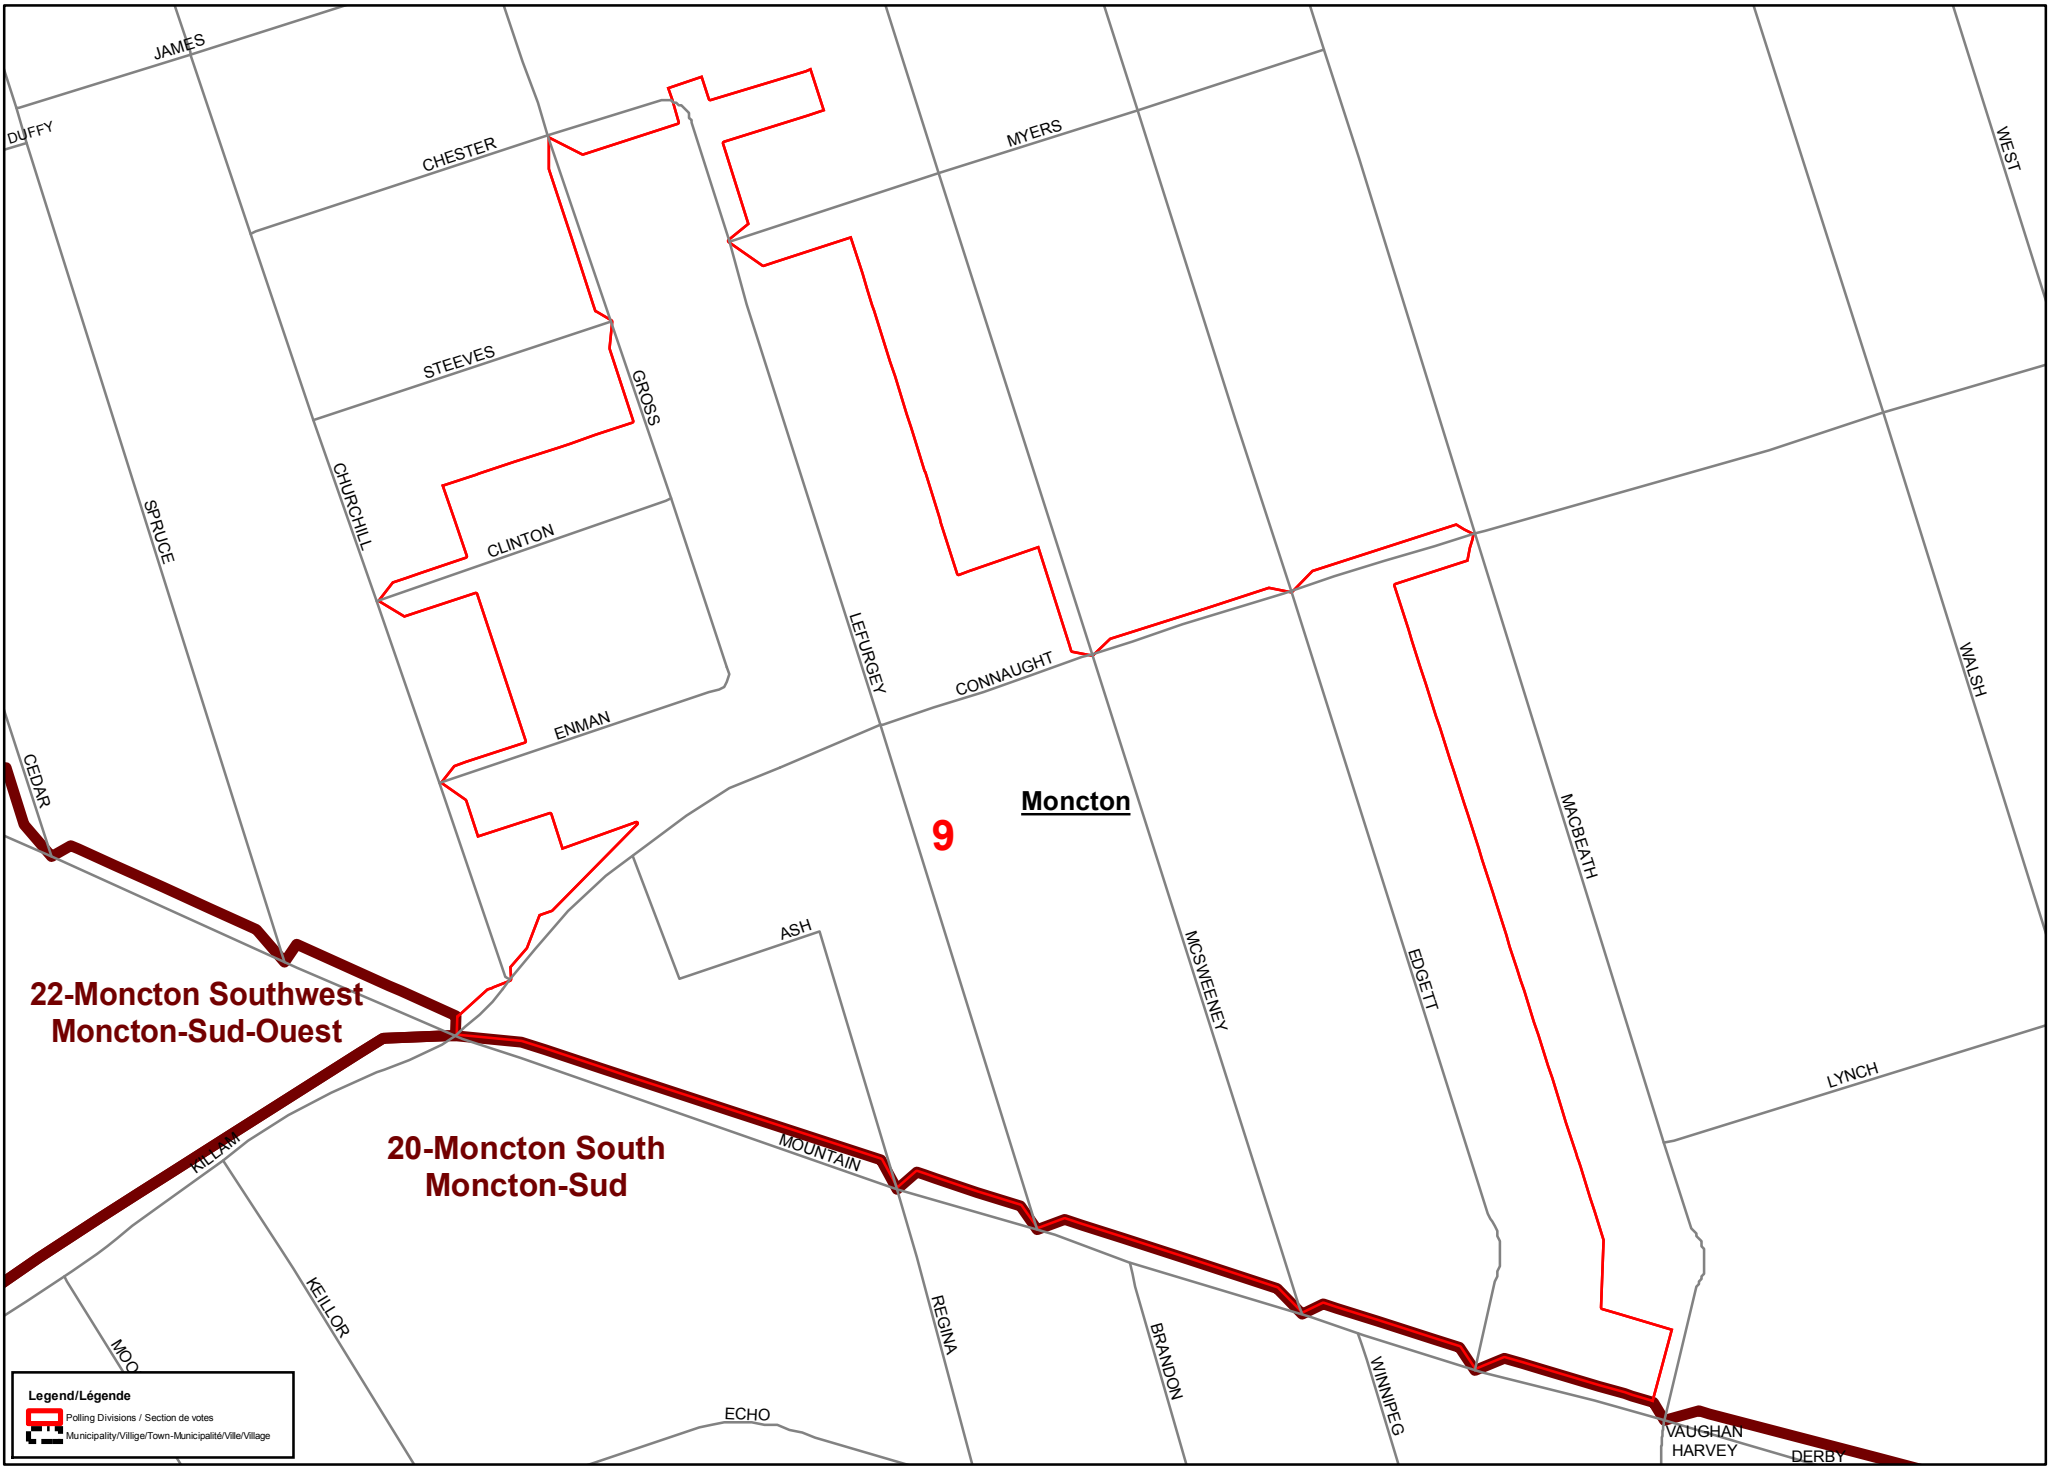 JAMES
DUFFY
CHESTER
MYERS
WEST
STEEVES
GROSS
CHURCHILL
SPRUCE
CLINTON
LEFURGEY
CONNAUGHT
WALSH
ENMAN
CEDAR
Moncton
9
MACBEATH
ASH
MCSWEENEY
EDGETT
22-Moncton Southwest
Moncton-Sud-Ouest
LYNCH
KILLAM
20-Moncton South
Moncton-Sud
MOUNTAIN
KEILLOR
REGINA
BRANDON
WINNIPEG
MOO
ECHO
VAUGHAN
HARVEY
DERBY
Legend/Légende
Polling Divisions / Section de votes
Municipality/Villige/Town-Municipalité/Ville/Village